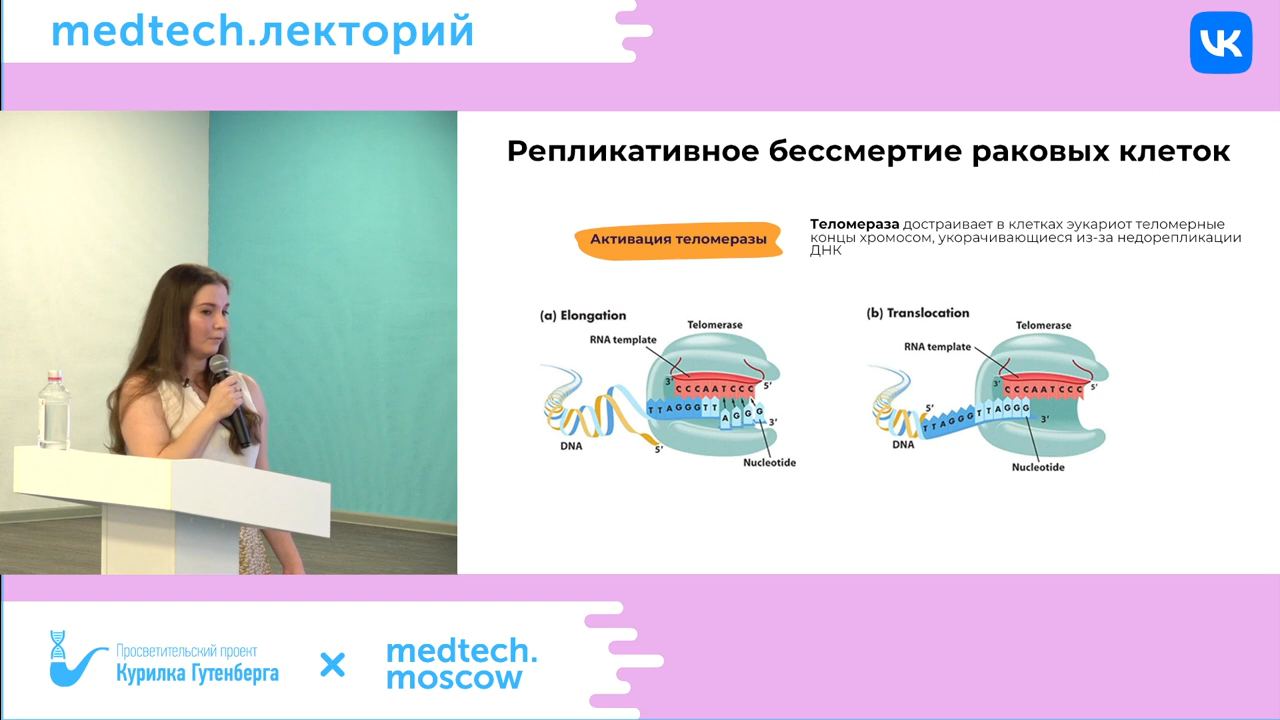 medtech.лекторий
VK
Репликативное бессмертие раковых клеток
Активация теломеразы
Теломераза достраивает в клетках эукариот теломерные
концы хромосом, укорачивающиеся из-за недорепликации
ДНК
(a) Elongation
Telomerase
RNA template
3'
CCCAATCCC
5'
TTAGGGTT
AGGG
3'
DNA
5'
Nucleotide
(b) Translocation
Telomerase
RNA template
3'
CCCAATCCC
5'
5'
TTAGGGTTAGGG
3'
DNA
Nucleotide
Просветительский проект
Курилка Гутенберга
×
medtech.
moscow